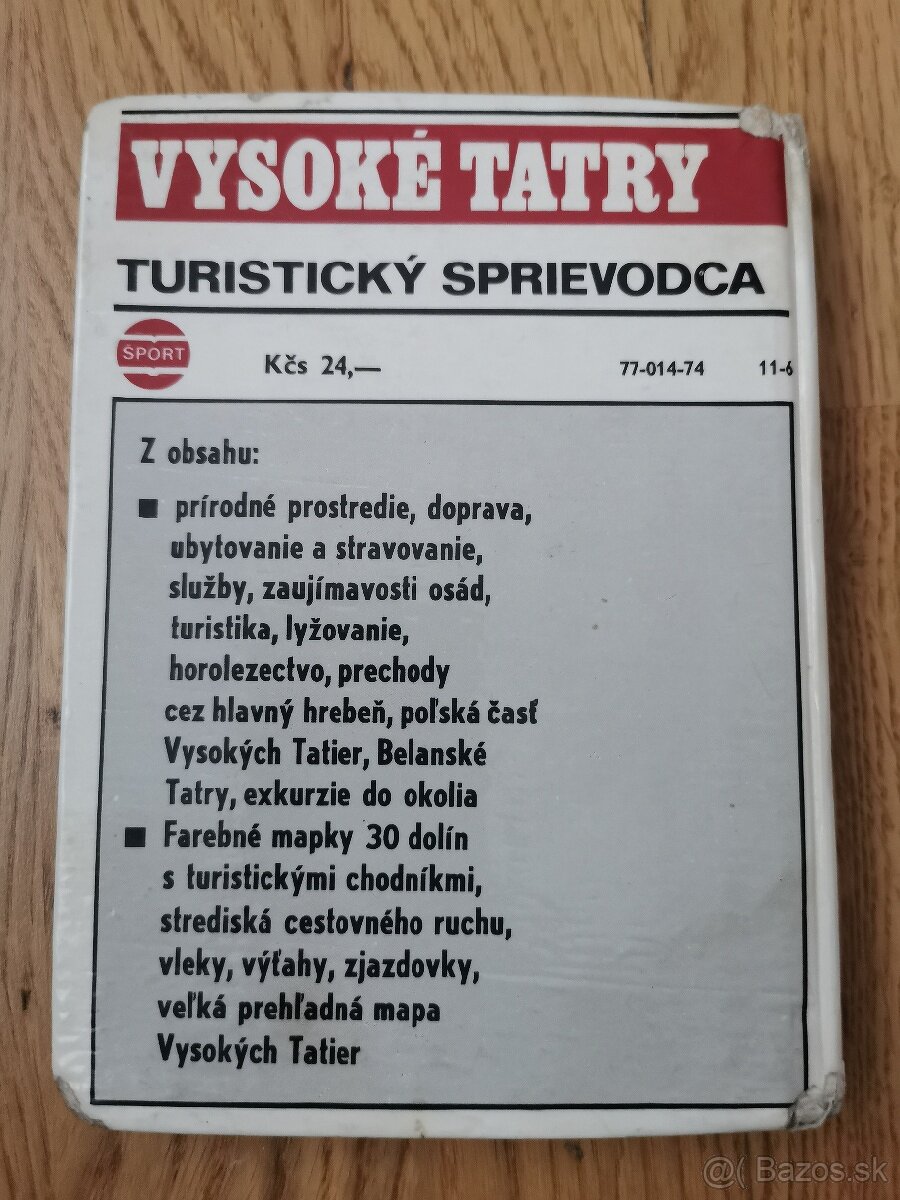 VYSOKÉ TATRY
TURISTICKÝ SPRIEVODCA
ŠPORT
Kčs 24,—
77-014-74 11-6
Z obsahu:
■ prírodné prostredie, doprava,
ubytovanie a stravovanie,
služby, zaujímavosti osád,
turistika, lyžovanie,
horolezectvo, prechody
cez hlavný hrebeň, poľská časť
Vysokých Tatier, Belanské
Tatry, exkurzie do okolia
■ Farebné mapky 30 dolín
s turistickými chodníkmi,
strediská cestovného ruchu,
vleky, výťahy, zjazdovky,
veľká prehľadná mapa
Vysokých Tatier
@( Bazos.sk